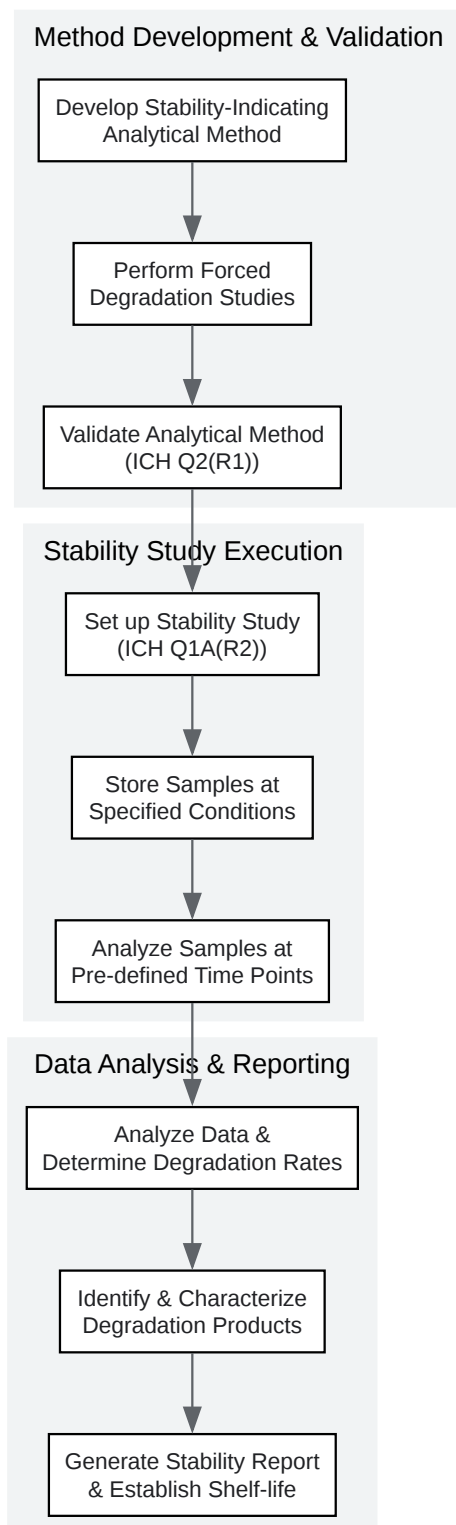 Method Development & Validation
Develop Stability-Indicating
Analytical Method
Perform Forced
Degradation Studies
Validate Analytical Method
(ICH Q2(R1))
Stability Study Execution
Set up Stability Study
(ICH Q1A(R2))
Store Samples at
Specified Conditions
Analyze Samples at
Pre-defined Time Points
Data Analysis & Reporting
Analyze Data &
Determine Degradation Rates
Identify & Characterize
Degradation Products
Generate Stability Report
& Establish Shelf-life